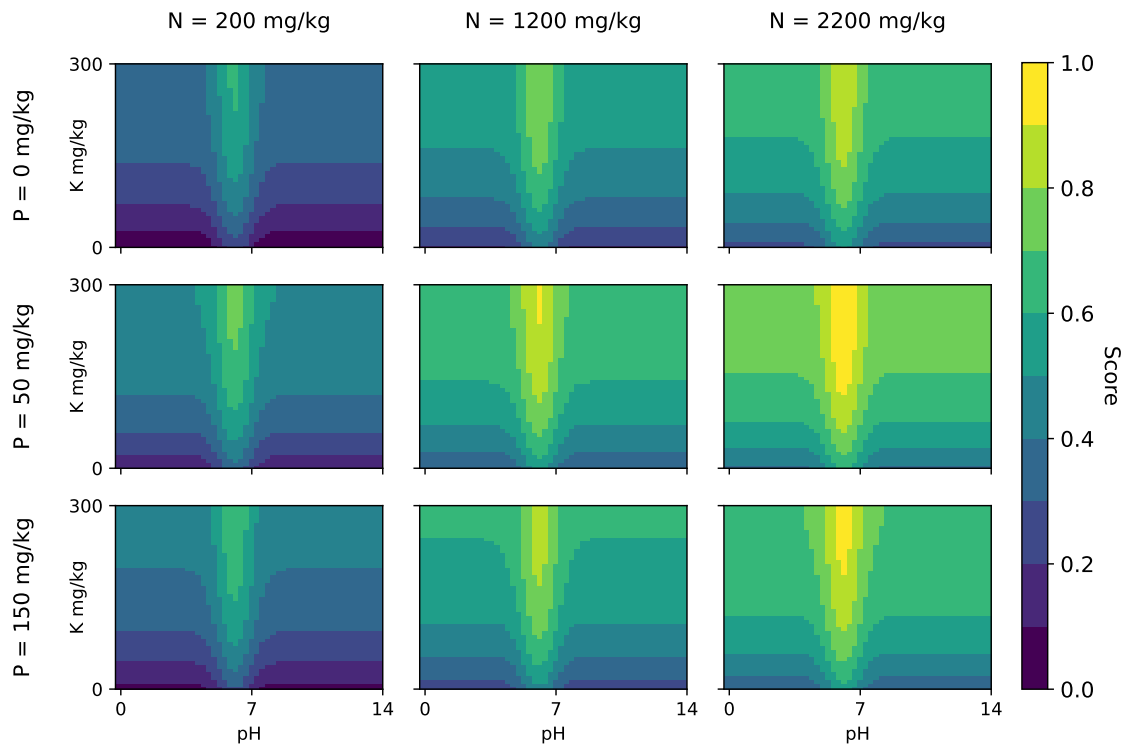 N = 200 mg/kg
N = 1200 mg/kg
N = 2200 mg/kg
P = 0 mg/kg
K mg/kg
300
0
1.0
0.8
0.6
0.4
0.2
0.0
Score
P = 50 mg/kg
K mg/kg
300
0
P = 150 mg/kg
K mg/kg
300
0
0
7
14
0
7
14
0
7
14
pH
pH
pH